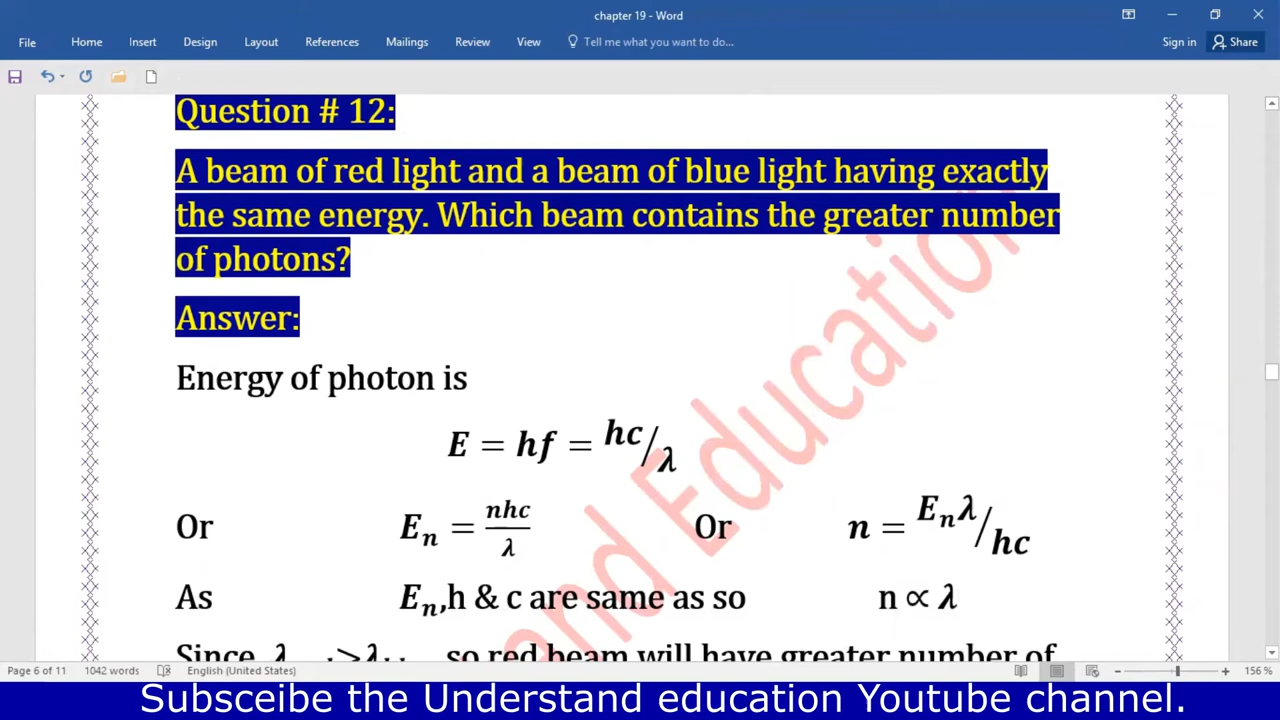 chapter 19 - Word
File Home Insert Design Layout References Mailings Review View Tell me what you want to do... Sign in Share
Question # 12:
A beam of red light and a beam of blue light having exactly
the same energy. Which beam contains the greater number
of photons?
Answer:
Energy of photon is
E = hf = hc/λ
Or Eₙ = nhc/λ Or n = Eₙλ/hc
As Eₙ,h & c are same as so n ∝ λ
Since λ >λ so red beam will have greater number of
and Education
Page 6 of 11 1042 words English (United States) 156 %
Subsceibe the Understand education Youtube channel.